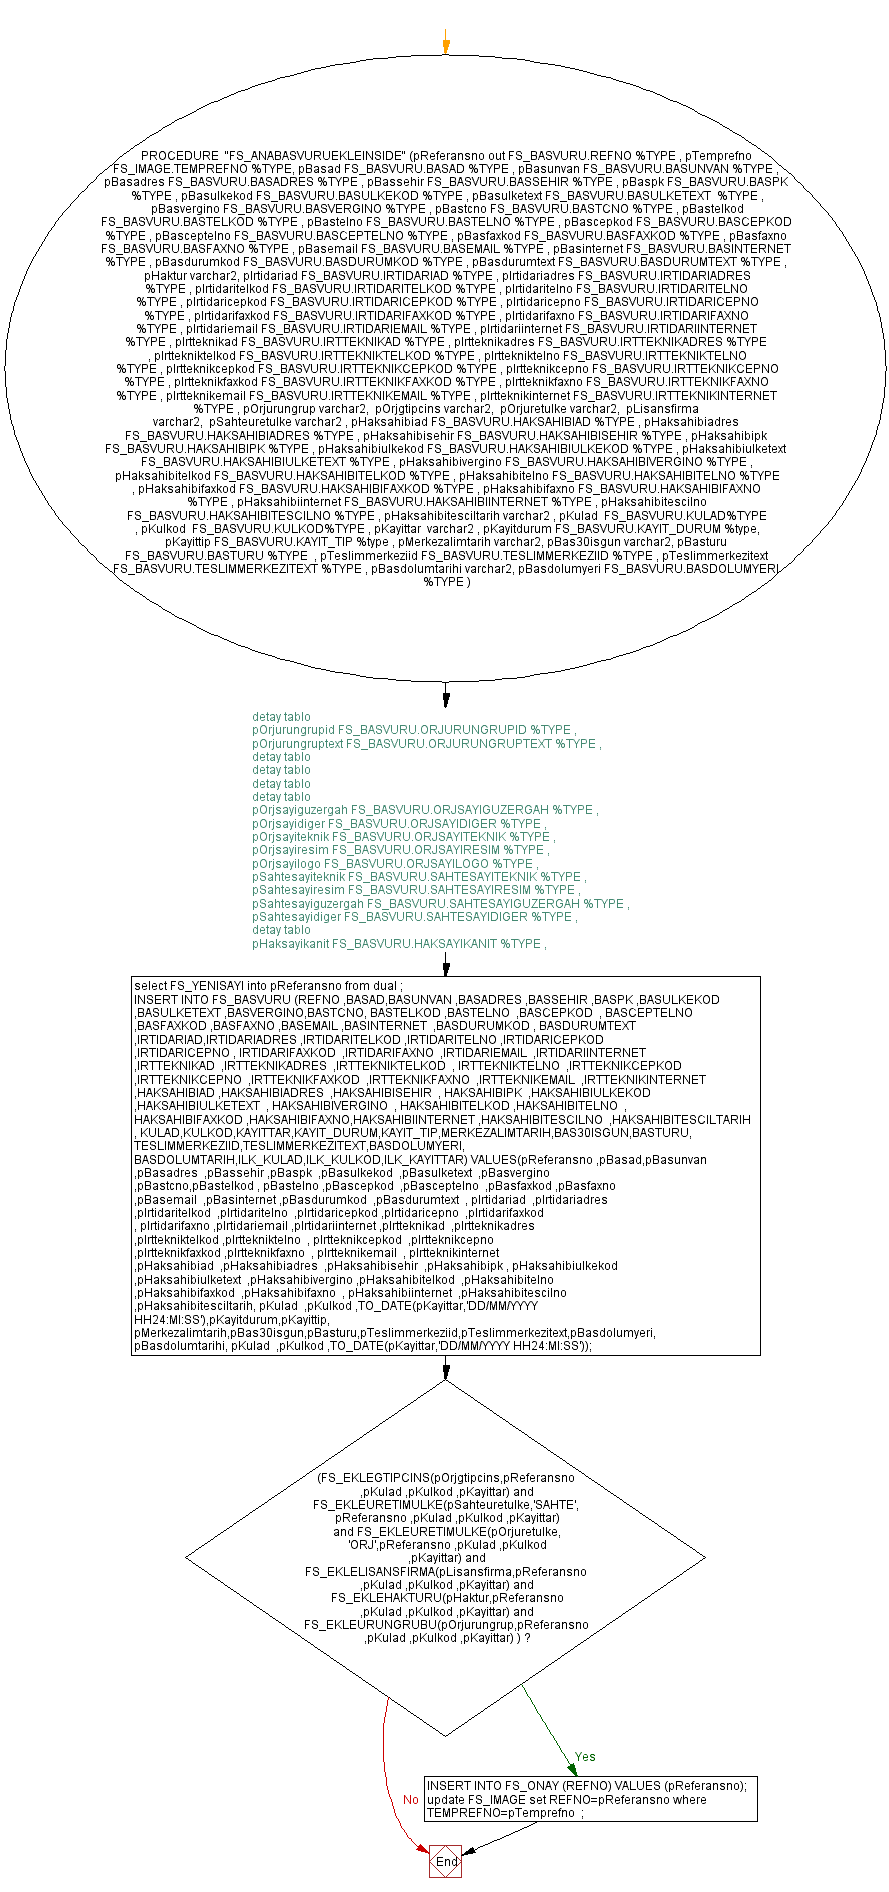 PROCEDURE "FS_ANABASVURUEKLEINSIDE" (pReferansno out FS_BASVURU.REFNO %TYPE , pTemprefno
FS_IMAGE.TEMPREFNO %TYPE, pBasad FS_BASVURU.BASAD %TYPE , pBasunvan FS_BASVURU.BASUNVAN %TYPE ,
pBasadres FS_BASVURU.BASADRES %TYPE , pBassehir FS_BASVURU.BASSEHIR %TYPE , pBaspk FS_BASVURU.BASPK
%TYPE , pBasulkekod FS_BASVURU.BASULKEKOD %TYPE , pBasulketext FS_BASVURU.BASULKETEXT %TYPE ,
pBasvergino FS_BASVURU.BASVERGINO %TYPE , pBastcno FS_BASVURU.BASTCNO %TYPE , pBastelkod
FS_BASVURU.BASTELKOD %TYPE , pBastelno FS_BASVURU.BASTELNO %TYPE , pBascepkod FS_BASVURU.BASCEPKOD
%TYPE , pBasceptelno FS_BASVURU.BASCEPTELNO %TYPE , pBasfaxkod FS_BASVURU.BASFAXKOD %TYPE , pBasfaxno
FS_BASVURU.BASFAXNO %TYPE , pBasemail FS_BASVURU.BASEMAIL %TYPE , pBasinternet FS_BASVURU.BASINTERNET
%TYPE , pBasdurumkod FS_BASVURU.BASDURUMKOD %TYPE , pBasdurumtext FS_BASVURU.BASDURUMTEXT %TYPE ,
pHaktur varchar2, pIrtidariad FS_BASVURU.IRTIDARIAD %TYPE , pIrtidariadres FS_BASVURU.IRTIDARIADRES
%TYPE , pIrtidaritelkod FS_BASVURU.IRTIDARITELKOD %TYPE , pIrtidaritelno FS_BASVURU.IRTIDARITELNO
%TYPE , pIrtidaricepkod FS_BASVURU.IRTIDARICEPKOD %TYPE , pIrtidaricepno FS_BASVURU.IRTIDARICEPNO
%TYPE , pIrtidarifaxkod FS_BASVURU.IRTIDARIFAXKOD %TYPE , pIrtidarifaxno FS_BASVURU.IRTIDARIFAXNO
%TYPE , pIrtidariemail FS_BASVURU.IRTIDARIEMAIL %TYPE , pIrtidariinternet FS_BASVURU.IRTIDARIINTERNET
%TYPE , pIrtteknikad FS_BASVURU.IRTTEKNIKAD %TYPE , pIrtteknikadres FS_BASVURU.IRTTEKNIKADRES %TYPE
, pIrttekniktelkod FS_BASVURU.IRTTEKNIKTELKOD %TYPE , pIrttekniktelno FS_BASVURU.IRTTEKNIKTELNO
%TYPE , pIrtteknikcepkod FS_BASVURU.IRTTEKNIKCEPKOD %TYPE , pIrtteknikcepno FS_BASVURU.IRTTEKNIKCEPNO
%TYPE , pIrtteknikfaxkod FS_BASVURU.IRTTEKNIKFAXKOD %TYPE , pIrtteknikfaxno FS_BASVURU.IRTTEKNIKFAXNO
%TYPE , pIrtteknikemail FS_BASVURU.IRTTEKNIKEMAIL %TYPE , pIrtteknikinternet FS_BASVURU.IRTTEKNIKINTERNET
%TYPE , pOrjurungrup varchar2, pOrjgtipcins varchar2, pOrjuretulke varchar2, pLisansfirma
varchar2, pSahteuretulke varchar2 , pHaksahibiad FS_BASVURU.HAKSAHIBIAD %TYPE , pHaksahibiadres
FS_BASVURU.HAKSAHIBIADRES %TYPE , pHaksahibisehir FS_BASVURU.HAKSAHIBISEHIR %TYPE , pHaksahibipk
FS_BASVURU.HAKSAHIBIPK %TYPE , pHaksahibiulkekod FS_BASVURU.HAKSAHIBIULKEKOD %TYPE , pHaksahibiulketext
FS_BASVURU.HAKSAHIBIULKETEXT %TYPE , pHaksahibivergino FS_BASVURU.HAKSAHIBIVERGINO %TYPE ,
pHaksahibitelkod FS_BASVURU.HAKSAHIBITELKOD %TYPE , pHaksahibitelno FS_BASVURU.HAKSAHIBITELNO %TYPE
, pHaksahibifaxkod FS_BASVURU.HAKSAHIBIFAXKOD %TYPE , pHaksahibifaxno FS_BASVURU.HAKSAHIBIFAXNO
%TYPE , pHaksahibiinternet FS_BASVURU.HAKSAHIBIINTERNET %TYPE , pHaksahibitescilno
FS_BASVURU.HAKSAHIBITESCILNO %TYPE , pHaksahibitesciltarih varchar2 , pKulad FS_BASVURU.KULAD%TYPE
, pKulkod FS_BASVURU.KULKOD%TYPE , pKayittar varchar2 , pKayitdurum FS_BASVURU.KAYIT_DURUM %type,
pKayittip FS_BASVURU.KAYIT_TIP %type , pMerkezalimtarih varchar2, pBas30isgun varchar2, pBasturu
FS_BASVURU.BASTURU %TYPE , pTeslimmerkeziid FS_BASVURU.TESLIMMERKEZIID %TYPE , pTeslimmerkezitext
FS_BASVURU.TESLIMMERKEZITEXT %TYPE , pBasdolumtarihi varchar2, pBasdolumyeri FS_BASVURU.BASDOLUMYERI
%TYPE )
detay tablo
pOrjurungrupid FS_BASVURU.ORJURUNGRUPID %TYPE ,
pOrjurungruptext FS_BASVURU.ORJURUNGRUPTEXT %TYPE ,
detay tablo
detay tablo
detay tablo
detay tablo
pOrjsayiguzergah FS_BASVURU.ORJSAYIGUZERGAH %TYPE ,
pOrjsayidiger FS_BASVURU.ORJSAYIDIGER %TYPE ,
pOrjsayiteknik FS_BASVURU.ORJSAYITEKNIK %TYPE ,
pOrjsayiresim FS_BASVURU.ORJSAYIRESIM %TYPE ,
pOrjsayilogo FS_BASVURU.ORJSAYILOGO %TYPE ,
pSahtesayiteknik FS_BASVURU.SAHTESAYITEKNIK %TYPE ,
pSahtesayiresim FS_BASVURU.SAHTESAYIRESIM %TYPE ,
pSahtesayiguzergah FS_BASVURU.SAHTESAYIGUZERGAH %TYPE ,
pSahtesayidiger FS_BASVURU.SAHTESAYIDIGER %TYPE ,
detay tablo
pHaksayikanit FS_BASVURU.HAKSAYIKANIT %TYPE ,
select FS_YENISAYI into pReferansno from dual ;
INSERT INTO FS_BASVURU (REFNO ,BASAD,BASUNVAN ,BASADRES ,BASSEHIR ,BASPK ,BASULKEKOD
,BASULKETEXT ,BASVERGINO,BASTCNO, BASTELKOD ,BASTELNO ,BASCEPKOD , BASCEPTELNO
,BASFAXKOD ,BASFAXNO ,BASEMAIL ,BASINTERNET ,BASDURUMKOD , BASDURUMTEXT
,IRTIDARIAD,IRTIDARIADRES ,IRTIDARITELKOD ,IRTIDARITELNO ,IRTIDARICEPKOD
,IRTIDARICEPNO , IRTIDARIFAXKOD ,IRTIDARIFAXNO ,IRTIDARIEMAIL ,IRTIDARIINTERNET
,IRTTEKNIKAD ,IRTTEKNIKADRES ,IRTTEKNIKTELKOD , IRTTEKNIKTELNO ,IRTTEKNIKCEPKOD
,IRTTEKNIKCEPNO ,IRTTEKNIKFAXKOD ,IRTTEKNIKFAXNO ,IRTTEKNIKEMAIL ,IRTTEKNIKINTERNET
,HAKSAHIBIAD ,HAKSAHIBIADRES ,HAKSAHIBISEHIR , HAKSAHIBIPK ,HAKSAHIBIULKEKOD
,HAKSAHIBIULKETEXT , HAKSAHIBIVERGINO , HAKSAHIBITELKOD ,HAKSAHIBITELNO ,
HAKSAHIBIFAXKOD ,HAKSAHIBIFAXNO,HAKSAHIBIINTERNET ,HAKSAHIBITESCILNO ,HAKSAHIBITESCILTARIH
, KULAD,KULKOD,KAYITTAR,KAYIT_DURUM,KAYIT_TIP,MERKEZALIMTARIH,BAS30ISGUN,BASTURU,
TESLIMMERKEZIID,TESLIMMERKEZITEXT,BASDOLUMYERI,
BASDOLUMTARIH,ILK_KULAD,ILK_KULKOD,ILK_KAYITTAR) VALUES(pReferansno ,pBasad,pBasunvan
,pBasadres ,pBassehir ,pBaspk ,pBasulkekod ,pBasulketext ,pBasvergino
,pBastcno,pBastelkod , pBastelno ,pBascepkod ,pBasceptelno ,pBasfaxkod ,pBasfaxno
,pBasemail ,pBasinternet ,pBasdurumkod ,pBasdurumtext , pIrtidariad ,pIrtidariadres
,pIrtidaritelkod ,pIrtidaritelno ,pIrtidaricepkod ,pIrtidaricepno ,pIrtidarifaxkod
, pIrtidarifaxno ,pIrtidariemail ,pIrtidariinternet ,pIrtteknikad ,pIrtteknikadres
,pIrttekniktelkod ,pIrttekniktelno , pIrtteknikcepkod ,pIrtteknikcepno
,pIrtteknikfaxkod ,pIrtteknikfaxno , pIrtteknikemail , pIrtteknikinternet
,pHaksahibiad ,pHaksahibiadres ,pHaksahibisehir ,pHaksahibipk , pHaksahibiulkekod
,pHaksahibiulketext ,pHaksahibivergino ,pHaksahibitelkod ,pHaksahibitelno
,pHaksahibifaxkod ,pHaksahibifaxno , pHaksahibiinternet ,pHaksahibitescilno
,pHaksahibitesciltarih, pKulad ,pKulkod ,TO_DATE(pKayittar,'DD/MM/YYYY
HH24:MI:SS'),pKayitdurum,pKayittip,
pMerkezalimtarih,pBas30isgun,pBasturu,pTeslimmerkeziid,pTeslimmerkezitext,pBasdolumyeri,
pBasdolumtarihi, pKulad ,pKulkod ,TO_DATE(pKayittar,'DD/MM/YYYY HH24:MI:SS'));
(FS_EKLEGTIPCINS(pOrjgtipcins,pReferansno
,pKulad ,pKulkod ,pKayittar) and
FS_EKLEURETIMULKE(pSahteuretulke,'SAHTE',
pReferansno ,pKulad ,pKulkod ,pKayittar)
and FS_EKLEURETIMULKE(pOrjuretulke,
'ORJ',pReferansno ,pKulad ,pKulkod
,pKayittar) and
FS_EKLELISANSFIRMA(pLisansfirma,pReferansno
,pKulad ,pKulkod ,pKayittar) and
FS_EKLEHAKTURU(pHaktur,pReferansno
,pKulad ,pKulkod ,pKayittar) and
FS_EKLEURUNGRUBU(pOrjurungrup,pReferansno
,pKulad ,pKulkod ,pKayittar) ) ?
Yes
INSERT INTO FS_ONAY (REFNO) VALUES (pReferansno);
update FS_IMAGE set REFNO=pReferansno where
TEMPREFNO=pTemprefno ;
No
End